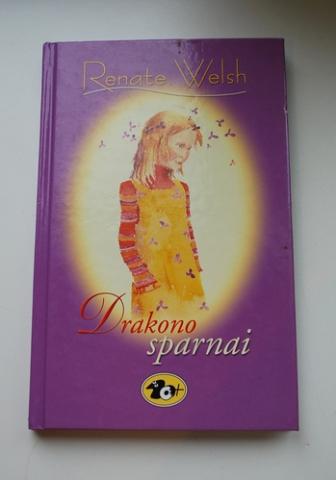 Renate Welsh
Drakono
sparnai